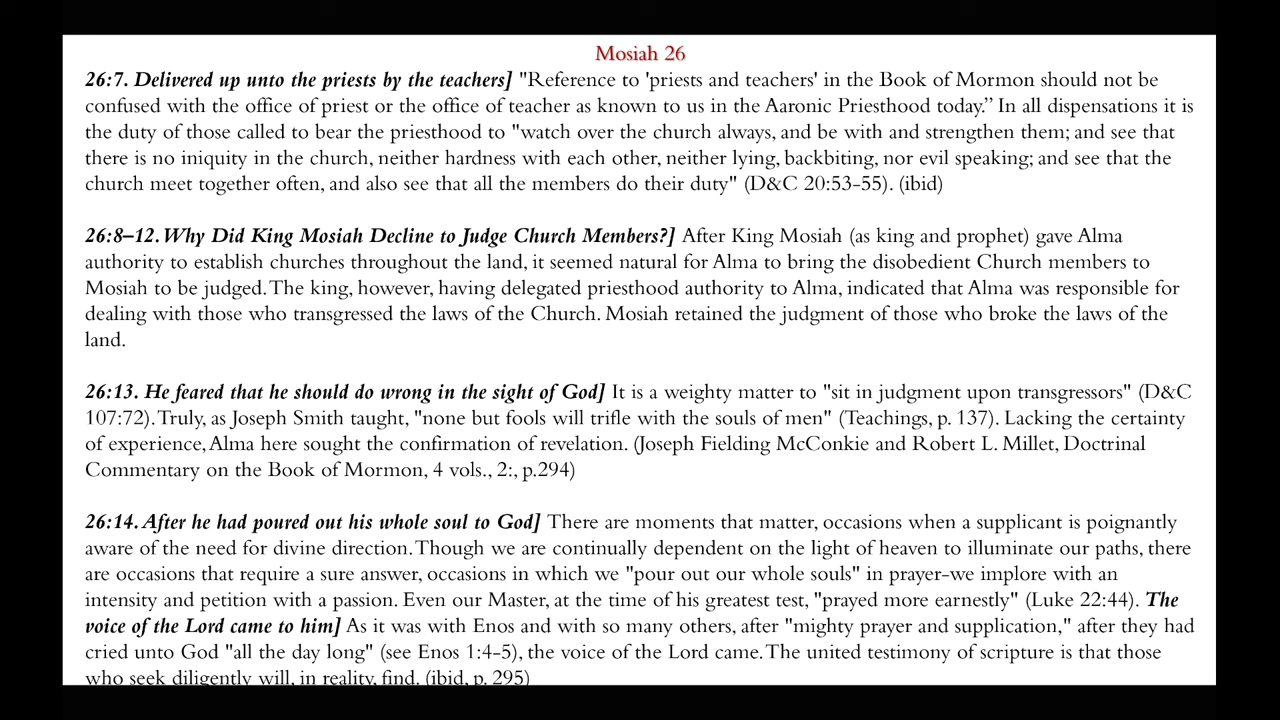 Mosiah 26
26:7. Delivered up unto the priests by the teachers] "Reference to 'priests and teachers' in the Book of Mormon should not be
confused with the office of priest or the office of teacher as known to us in the Aaronic Priesthood today.” In all dispensations it is
the duty of those called to bear the priesthood to "watch over the church always, and be with and strengthen them; and see that
there is no iniquity in the church, neither hardness with each other, neither lying, backbiting, nor evil speaking; and see that the
church meet together often, and also see that all the members do their duty" (D&C 20:53-55). (ibid)
26:8–12. Why Did King Mosiah Decline to Judge Church Members?] After King Mosiah (as king and prophet) gave Alma
authority to establish churches throughout the land, it seemed natural for Alma to bring the disobedient Church members to
Mosiah to be judged. The king, however, having delegated priesthood authority to Alma, indicated that Alma was responsible for
dealing with those who transgressed the laws of the Church. Mosiah retained the judgment of those who broke the laws of the
land.
26:13. He feared that he should do wrong in the sight of God] It is a weighty matter to "sit in judgment upon transgressors" (D&C
107:72). Truly, as Joseph Smith taught, "none but fools will trifle with the souls of men" (Teachings, p. 137). Lacking the certainty
of experience, Alma here sought the confirmation of revelation. (Joseph Fielding McConkie and Robert L. Millet, Doctrinal
Commentary on the Book of Mormon, 4 vols., 2:, p.294)
26:14. After he had poured out his whole soul to God] There are moments that matter, occasions when a supplicant is poignantly
aware of the need for divine direction. Though we are continually dependent on the light of heaven to illuminate our paths, there
are occasions that require a sure answer, occasions in which we "pour out our whole souls" in prayer-we implore with an
intensity and petition with a passion. Even our Master, at the time of his greatest test, "prayed more earnestly" (Luke 22:44). The
voice of the Lord came to him] As it was with Enos and with so many others, after "mighty prayer and supplication," after they had
cried unto God "all the day long" (see Enos 1:4-5), the voice of the Lord came. The united testimony of scripture is that those
who seek diligently will, in reality, find. (ibid, p. 295)